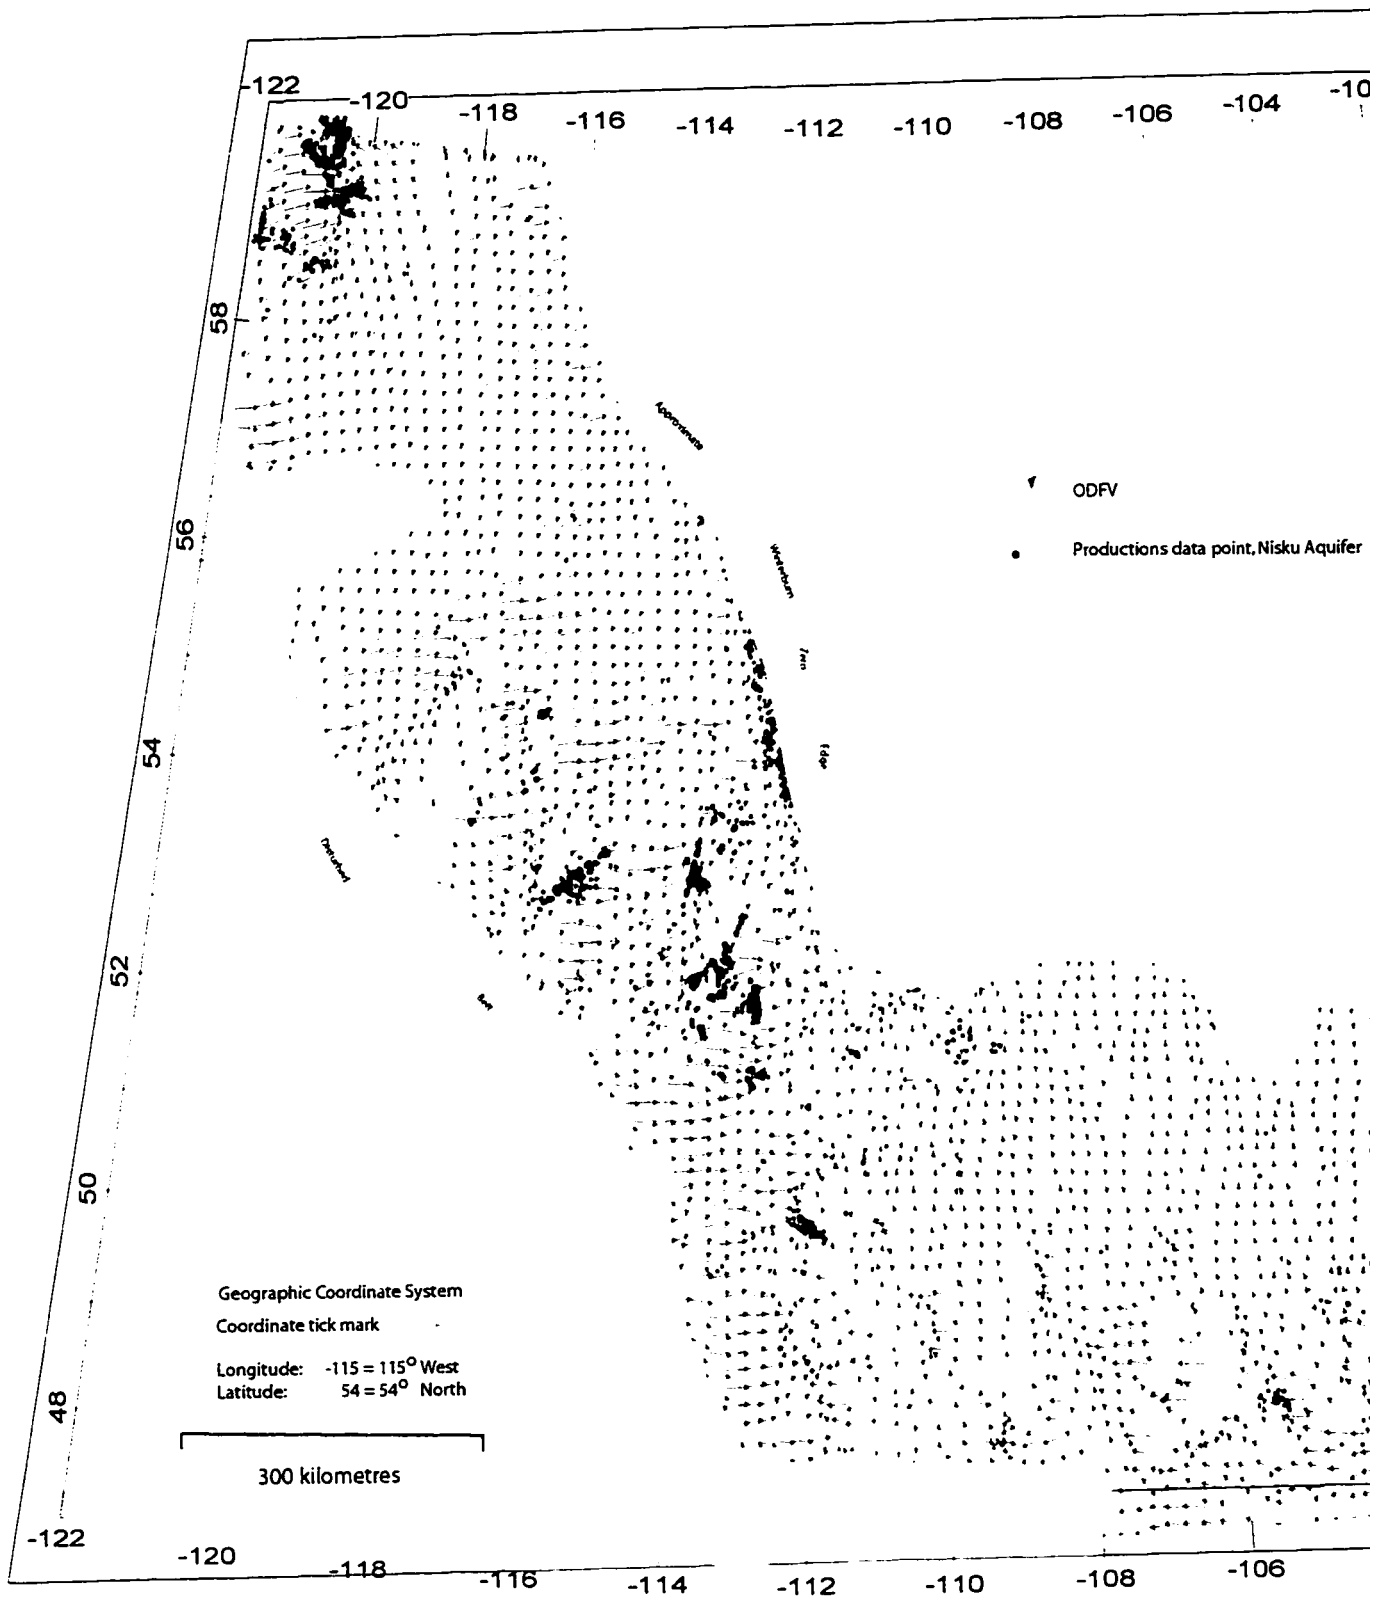 -122
-120
-118
-116
-114
-112
-110
-108
-106
-104
-10
58
56
54
52
50
48
Approximate
Winterburn
Edge
Disturbed
ODFV
Productions data point, Nisku Aquifer
Geographic Coordinate System
Coordinate tick mark
Longitude: -115 = 115° West
Latitude: 54 = 54° North
300 kilometres
-122
-120
-118
-116
-114
-112
-110
-108
-106